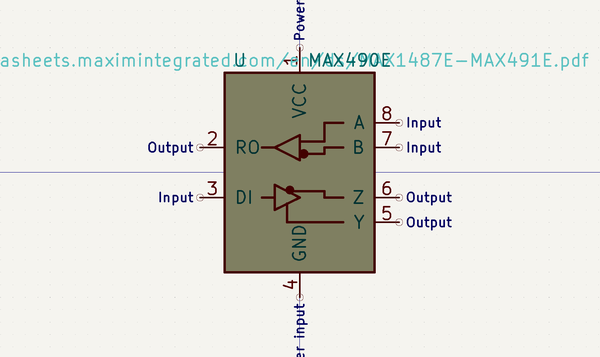 Power
asheets.maximintegrated.com/en/ds/MAX1487E-MAX491E.pdf
U
MAX490E
1
VCC
A 8 Input
Output 2 RO
B 7 Input
Input 3 DI
Z 6 Output
Y 5 Output
GND
4
er input